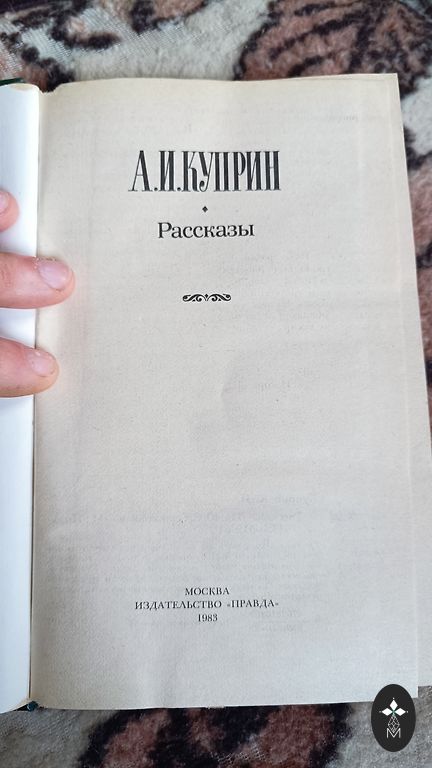 А.И.КУПРИН
Рассказы
МОСКВА
ИЗДАТЕЛЬСТВО «ПРАВДА»
1983
М